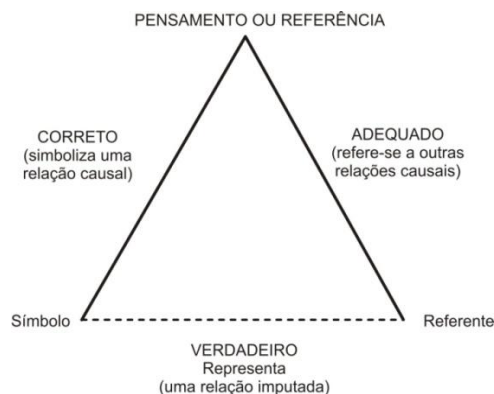 PENSAMENTO OU REFERÊNCIA
CORRETO
(simboliza uma
relação causal)
ADEQUADO
(refere-se a outras
relações causais)
Símbolo
Referente
VERDADEIRO
Representa
(uma relação imputada)